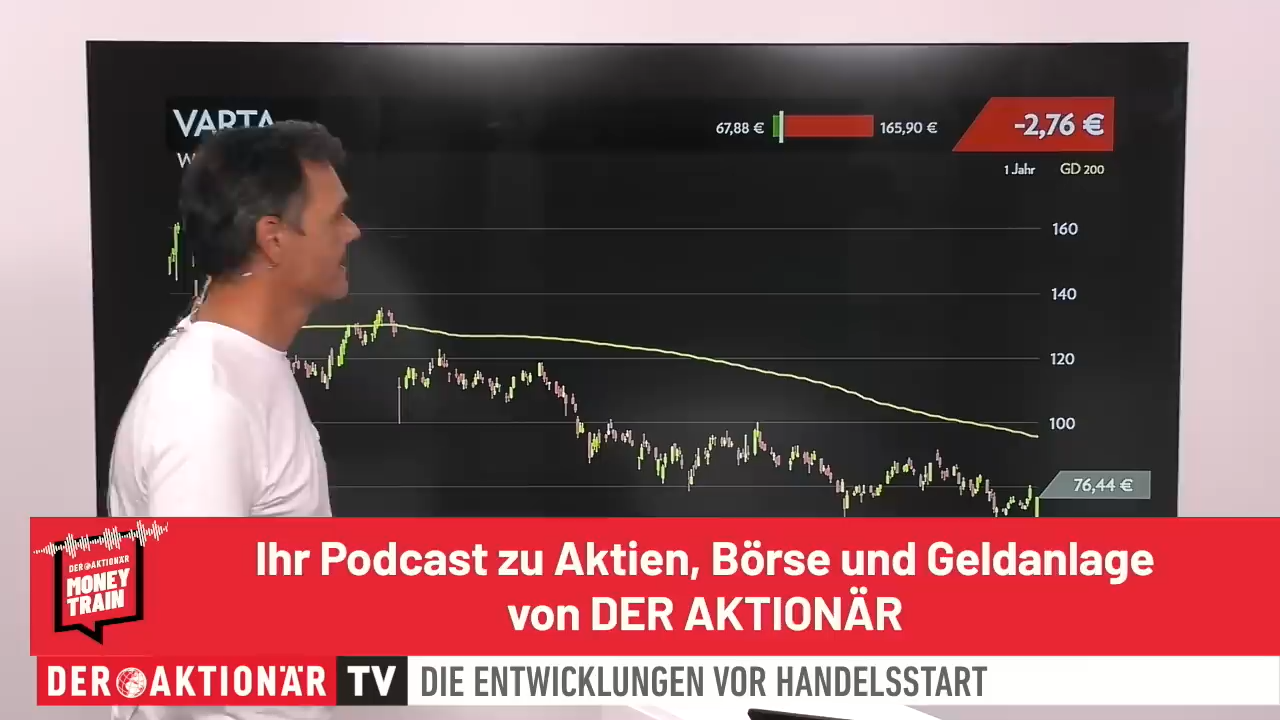 VARTA
67,88 €
165,90 €
-2,76 €
1 Jahr
GD 200
160
140
120
100
76,44 €
DER AKTIONÄR
MONEY
TRAIN
Ihr Podcast zu Aktien, Börse und Geldanlage
von DER AKTIONÄR
DER AKTIONÄR TV
DIE ENTWICKLUNGEN VOR HANDELSSTART